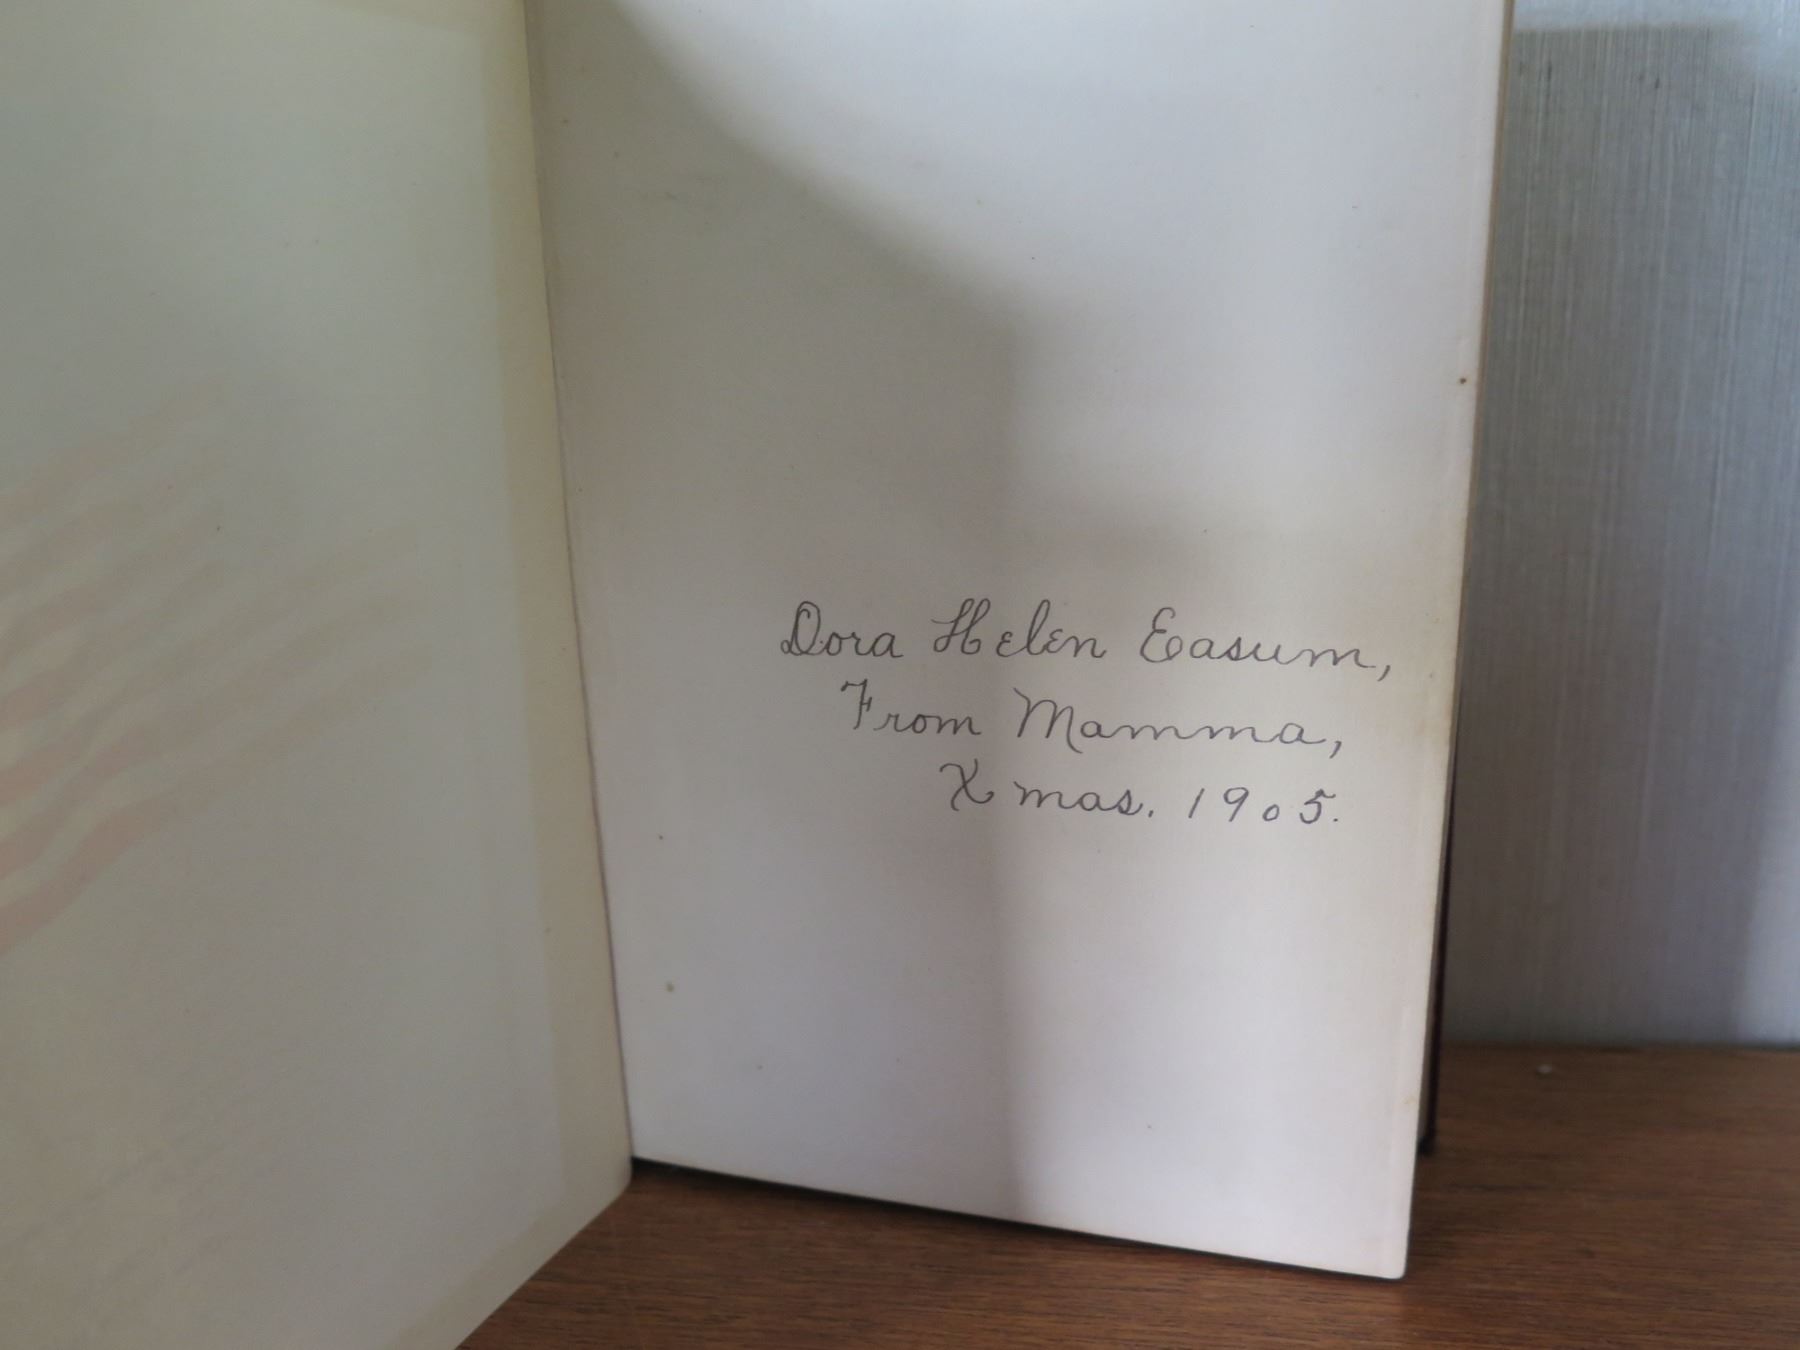 Dora Helen Easum,
From Mamma,
Xmas. 1905.